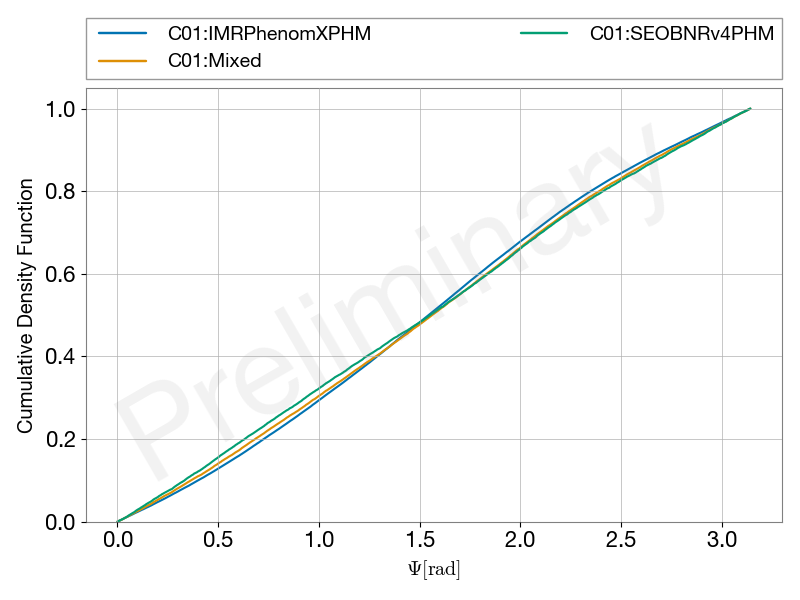 C01:IMRPhenomXPHM
C01:Mixed
C01:SEOBNRv4PHM
Cumulative Density Function
1.0
0.8
0.6
0.4
0.2
0.0
Preliminary
0.0 0.5 1.0 1.5 2.0 2.5 3.0
Ψ[rad]